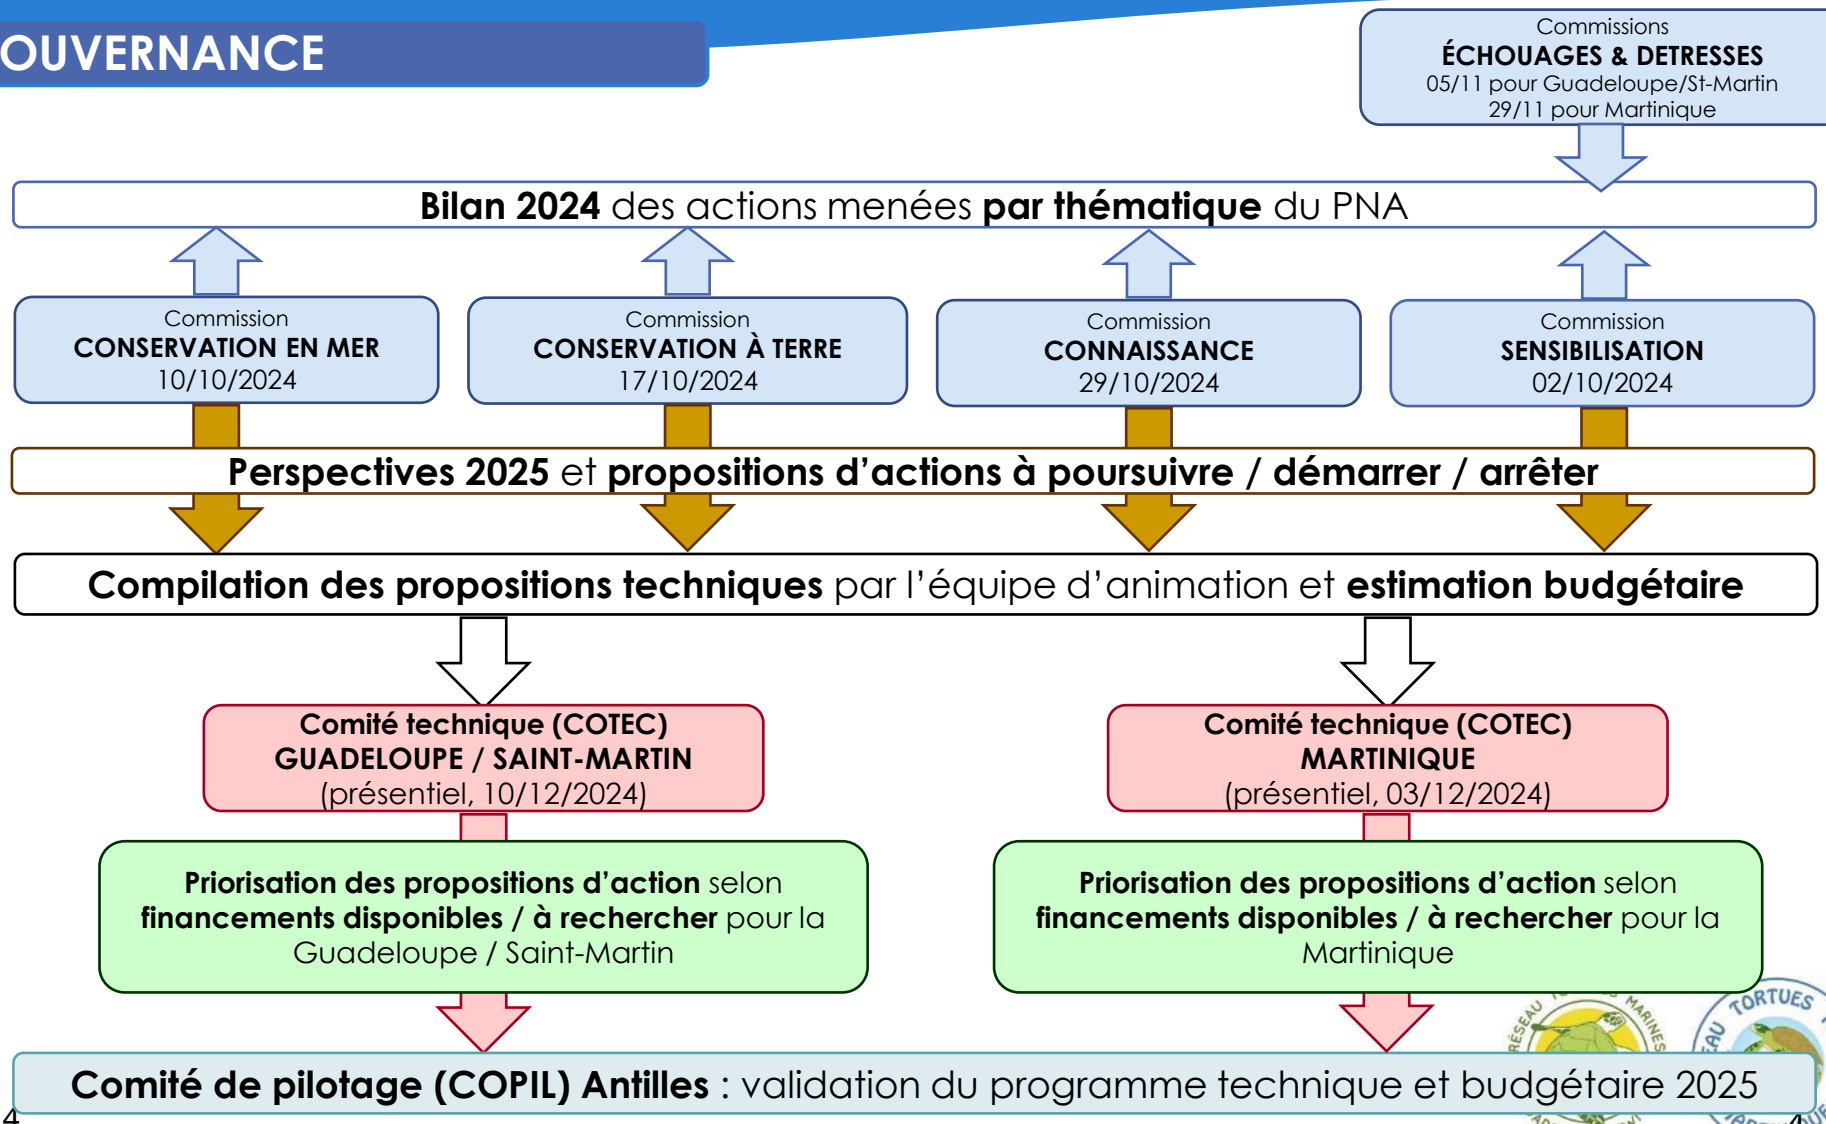 OUVERNANCE
Commissions
ÉCHOUAGES & DETRESSES
05/11 pour Guadeloupe/St-Martin
29/11 pour Martinique
Bilan 2024 des actions menées par thématique du PNA
Commission
CONSERVATION EN MER
10/10/2024
Commission
CONSERVATION À TERRE
17/10/2024
Commission
CONNAISSANCE
29/10/2024
Commission
SENSIBILISATION
02/10/2024
Perspectives 2025 et propositions d'actions à poursuivre / démarrer / arrêter
Compilation des propositions techniques par l'équipe d'animation et estimation budgétaire
Comité technique (COTEC)
GUADELOUPE / SAINT-MARTIN
(présentiel, 10/12/2024)
Comité technique (COTEC)
MARTINIQUE
(présentiel, 03/12/2024)
Priorisation des propositions d'action selon
financements disponibles / à rechercher pour la
Guadeloupe / Saint-Martin
Priorisation des propositions d'action selon
financements disponibles / à rechercher pour la
Martinique
RÉSEAU
MARINES
TORTUES
Comité de pilotage (COPIL) Antilles : validation du programme technique et budgétaire 2025
4
4